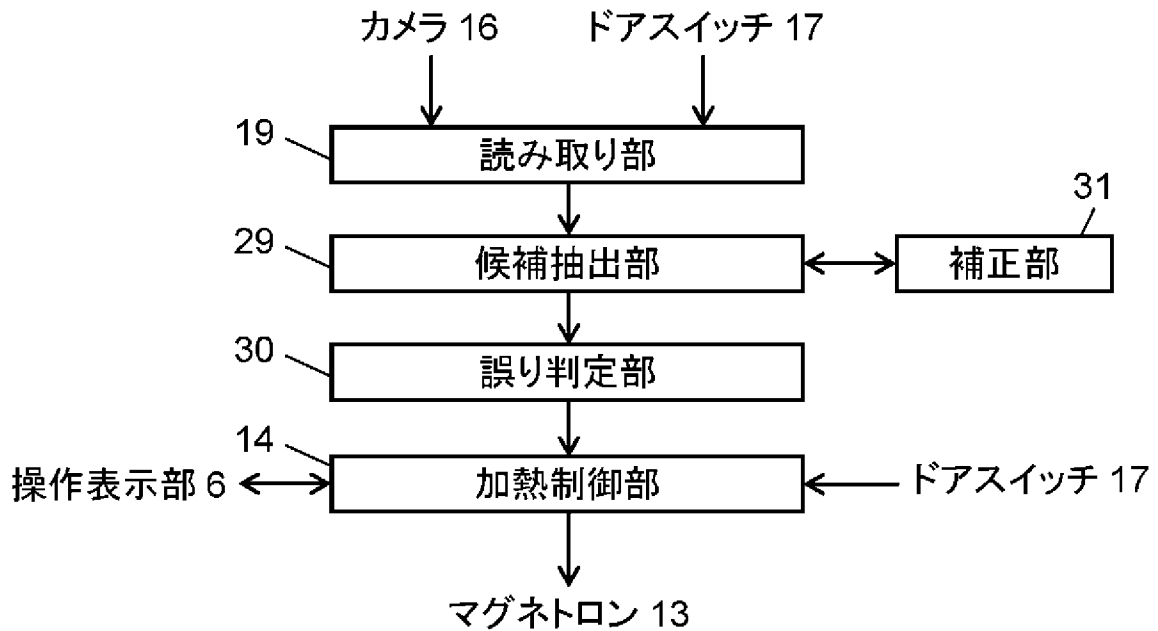 カメラ 16 ドアスイッチ 17
19
読み取り部
31
29
候補抽出部
補正部
30
誤り判定部
14
操作表示部 6
加熱制御部
ドアスイッチ 17
マグネトロン 13